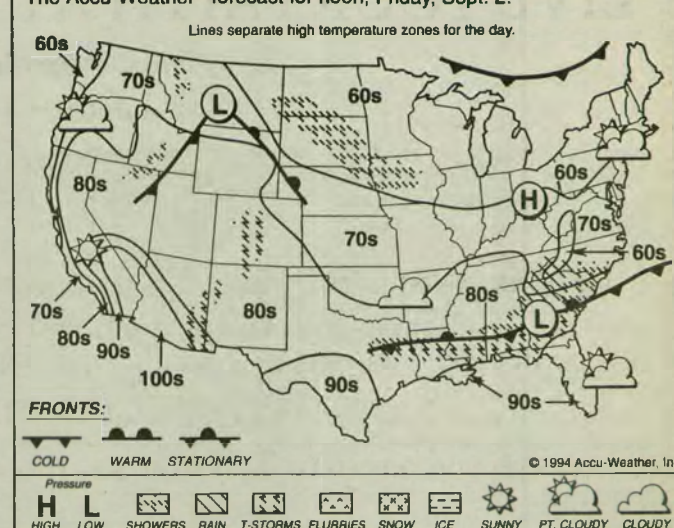 The Accu-Weather forecast for noon, Friday, Sept. 2.
Lines separate high temperature zones for the day.
60s
70s
L
60s
80s
H
60s
70s
70s
60s
80s
80s
L
70s
80s
90s
100s
90s
90s
FRONTS:
COLD WARM STATIONARY
© 1994 Accu-Weather, In
Pressure
H L
HIGH LOW SHOWERS RAIN T-STORMS FLURRIES SNOW ICE SUNNY PT. CLOUDY CLOUDY